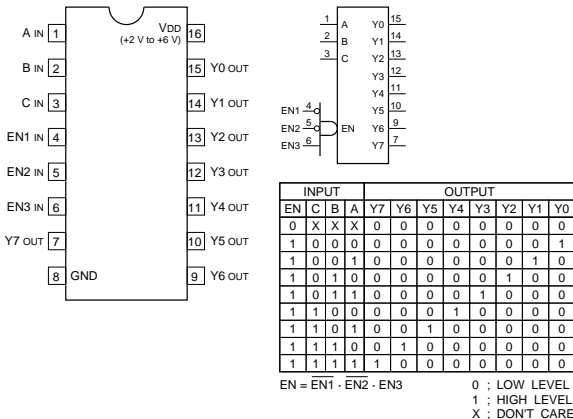 A IN 1
B IN 2
C IN 3
EN1 IN 4
EN2 IN 5
EN3 IN 6
Y7 OUT 7
8 GND
VDD 16
(+2 V to +6 V)
15 Y0 OUT
14 Y1 OUT
13 Y2 OUT
12 Y3 OUT
11 Y4 OUT
10 Y5 OUT
9 Y6 OUT
1 A Y0 15
2 B Y1 14
3 C Y2 13
Y3 12
Y4 11
EN1 4 Y5 10
EN2 5 EN Y6 9
EN3 6 Y7 7
INPUT OUTPUT
EN C B A Y7 Y6 Y5 Y4 Y3 Y2 Y1 Y0
0 X X X 0 0 0 0 0 0 0 0
1 0 0 0 0 0 0 0 0 0 0 1
1 0 0 1 0 0 0 0 0 0 1 0
1 0 1 0 0 0 0 0 0 1 0 0
1 0 1 1 0 0 0 0 1 0 0 0
1 1 0 0 0 0 0 1 0 0 0 0
1 1 0 1 0 0 1 0 0 0 0 0
1 1 1 0 0 1 0 0 0 0 0 0
1 1 1 1 1 0 0 0 0 0 0 0
EN = E̅N̅1̅ · E̅N̅2̅ · EN3
0 ; LOW LEVEL
1 ; HIGH LEVEL
X ; DON'T CARE